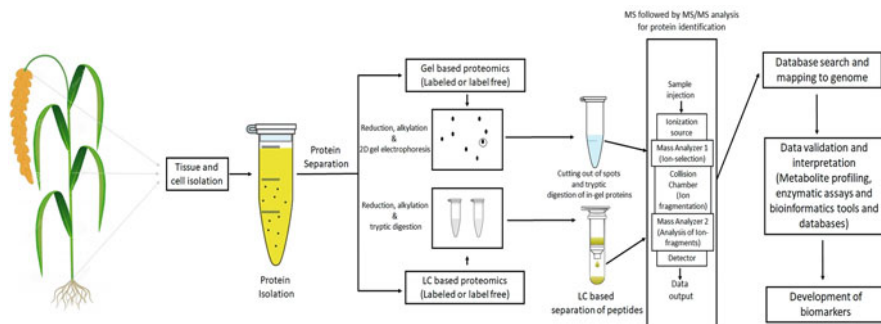 MS followed by MS/MS analysis
for protein identification
Tissue and
cell isolation
Protein
Isolation
Protein
Separation
Gel based proteomics
(Labeled or label free)
Reduction, alkylation
&
2D gel electrophoresis
Cutting out of spots
and tryptic
digestion of in-gel proteins
Reduction, alkylation
&
tryptic digestion
LC based proteomics
(Labeled or label free)
LC based
separation of peptides
Sample
injection
Ionization
source
Mass Analyzer 1
(Ion-selection)
Collision
Chamber (Ion
fragmentation)
Mass Analyzer 2
(Analysis of Ion-
fragments)
Detector
Data
output
Database search and
mapping to genome
Data validation and
interpretation
(Metabolite profiling,
enzymatic assays and
bioinformatics tools and
databases)
Development of
biomarkers